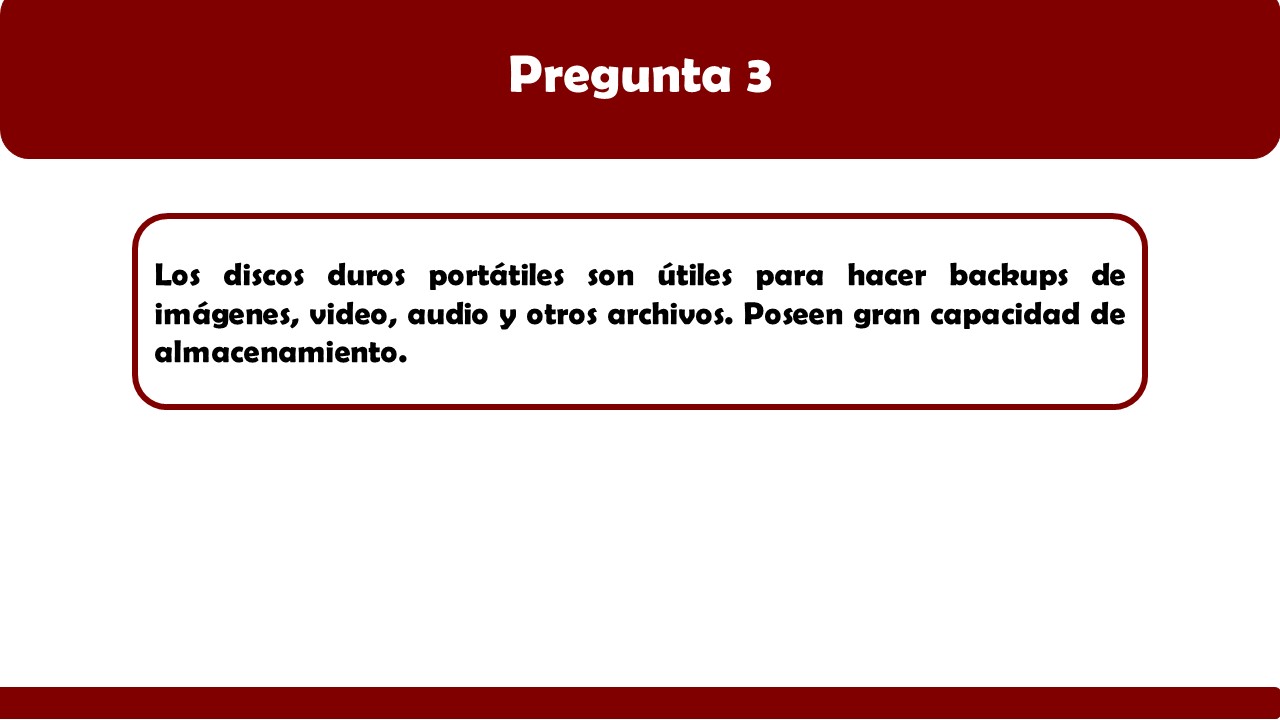 Pregunta 3
Los discos duros portátiles son útiles para hacer backups de
imágenes, video, audio y otros archivos. Poseen gran capacidad de
almacenamiento.